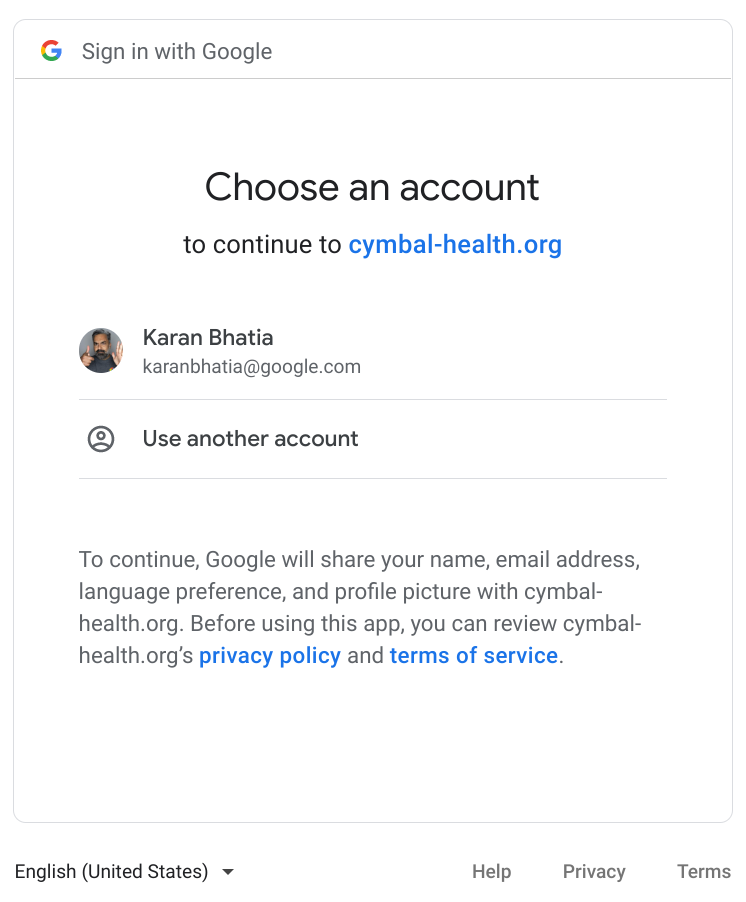 Sign in with Google
Choose an account
to continue to cymbal-health.org
Karan Bhatia
karanbhatia@google.com
Use another account
To continue, Google will share your name, email address,
language preference, and profile picture with cymbal-
health.org. Before using this app, you can review cymbal-
health.org’s privacy policy and terms of service.
English (United States) Help Privacy Terms